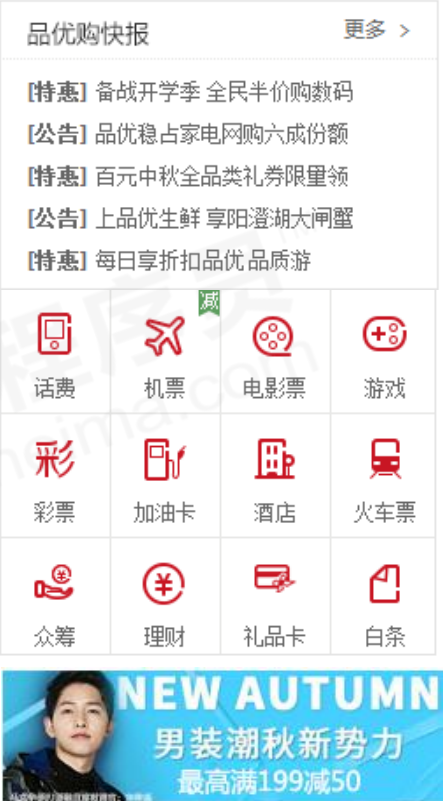 品优购快报 更多 >
[特惠] 备战开学季 全民半价购数码
[公告] 品优稳占家电网购六成份额
[特惠] 百元中秋全品类礼券限量领
[公告] 上品优生鲜 享阳澄湖大闸蟹
[特惠] 每日享折扣品优品质游
减
话费 机票 电影票 游戏
彩
彩票 加油卡 酒店 火车票
众筹 理财 礼品卡 白条
NEW AUTUMN
男装潮秋新势力
最高满199减50